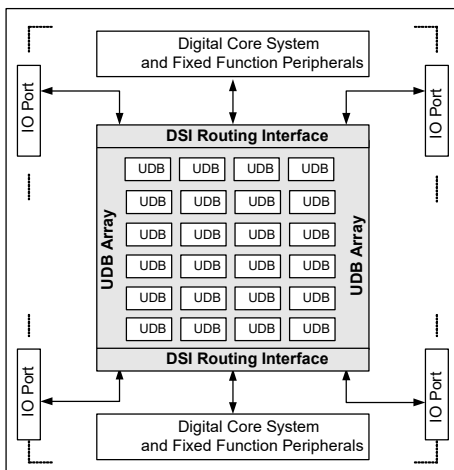 Digital Core System
and Fixed Function Peripherals
IO Port
IO Port
DSI Routing Interface
UDB UDB UDB UDB
UDB UDB UDB UDB
UDB UDB UDB UDB
UDB UDB UDB UDB
UDB UDB UDB UDB
UDB UDB UDB UDB
UDB Array
UDB Array
DSI Routing Interface
IO Port
IO Port
Digital Core System
and Fixed Function Peripherals